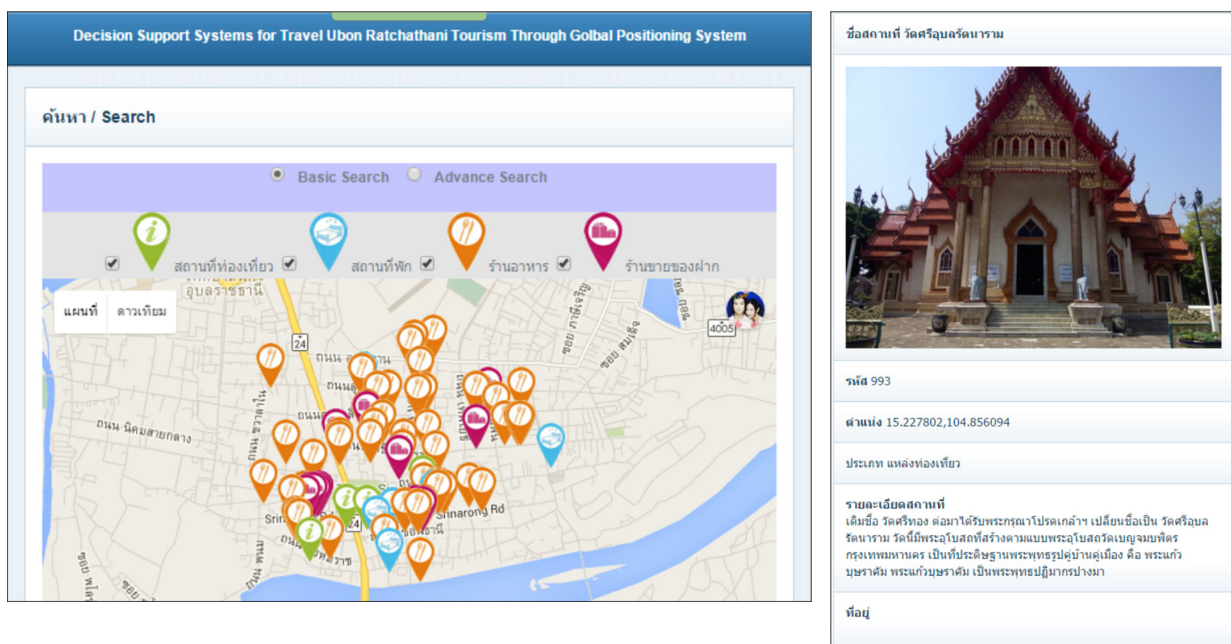 Decision Support Systems for Travel Ubon Ratchathani Tourism Through Golbal Positioning System
ค้นหา / Search
Basic Search Advance Search
สถานที่ท่องเที่ยว สถานที่พัก ร้านอาหาร ร้านขายของฝาก
อุบลราชธานี
แผนที่ ดาวเทียม
24
4005
ถนน นิคมสายกลาง
24
Srinarong Rd
ชื่อสถานที่ วัดศรีอุบลรัตนาราม
รหัส 993
ตำแหน่ง 15.227802,104.856094
ประเภท แหล่งท่องเที่ยว
รายละเอียดสถานที่
เดิมชื่อ วัดศรีทอง ต่อมาได้รับพระกรุณาโปรดเกล้าฯ เปลี่ยนชื่อเป็น วัดศรีอุบล
รัตนาราม วัดนี้มีพระอุโบสถที่สร้างตามแบบพระอุโบสถวัดเบญจมบพิตร
กรุงเทพมหานคร เป็นที่ประดิษฐานพระพุทธรูปคู่บ้านคู่เมือง คือ พระแก้ว
บุษราคัม พระแก้วบุษราคัม เป็นพระพุทธปฏิมากรปางมา
ที่อยู่